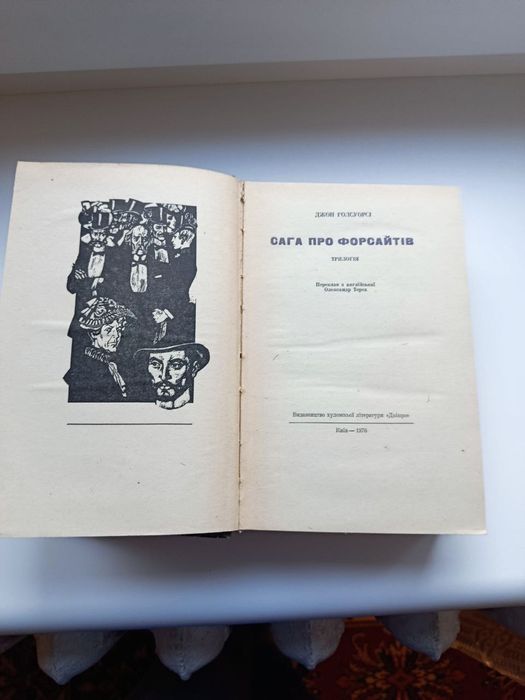 ДЖОН ГОЛСУОРСІ
САГА ПРО ФОРСАЙТІВ
ТРИЛОГІЯ
Переклав з англійської
Олександр Терех
Видавництво художньої літератури «Дніпро»
Київ — 1976